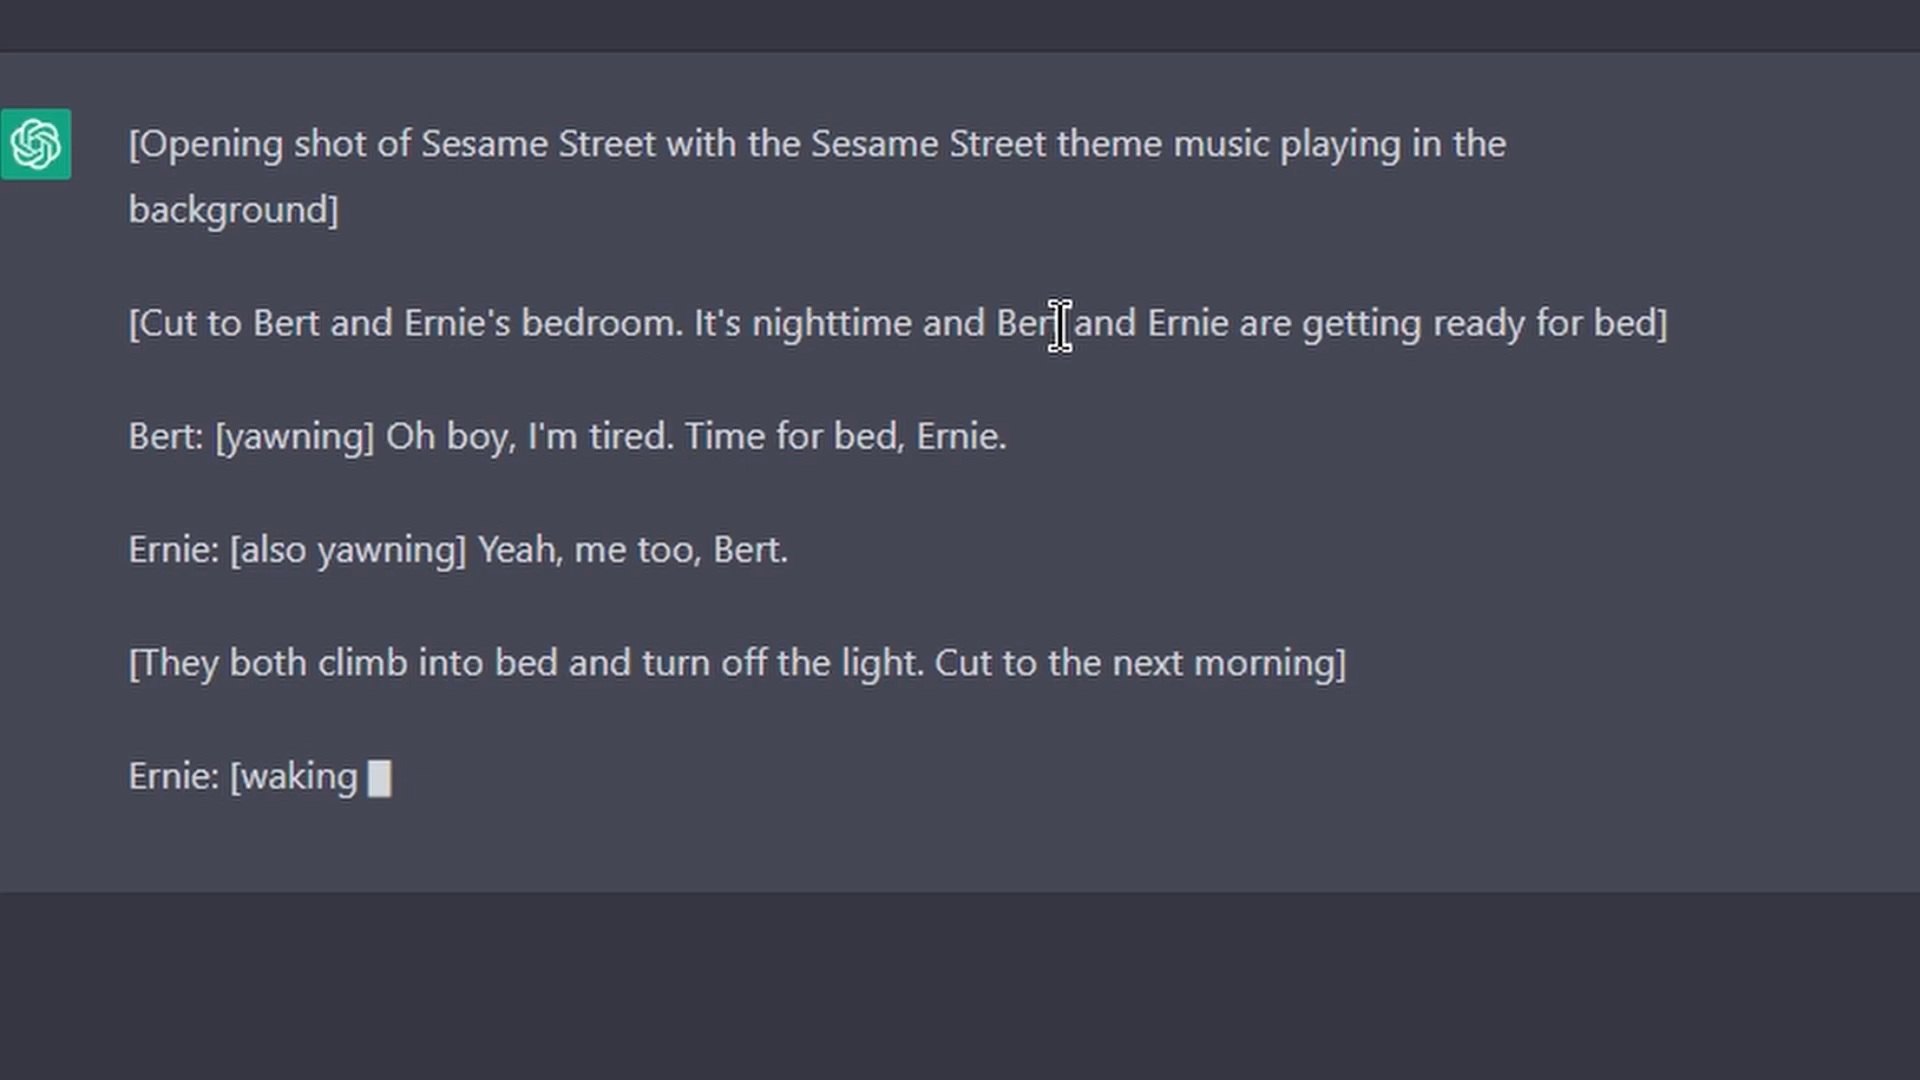 [Opening shot of Sesame Street with the Sesame Street theme music playing in the
background]
[Cut to Bert and Ernie's bedroom. It's nighttime and Bert and Ernie are getting ready for bed]
Bert: [yawning] Oh boy, I'm tired. Time for bed, Ernie.
Ernie: [also yawning] Yeah, me too, Bert.
[They both climb into bed and turn off the light. Cut to the next morning]
Ernie: [waking